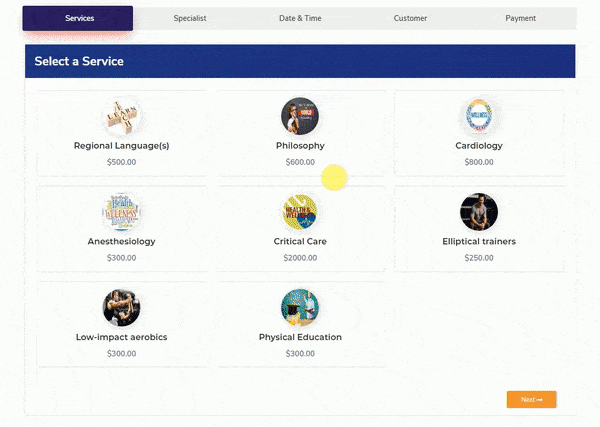 Services
Specialist
Date & Time
Customer
Payment
Select a Service
Regional Language(s)
$500.00
Philosophy
$600.00
Cardiology
$800.00
Anesthesiology
$300.00
Critical Care
$2000.00
Elliptical trainers
$250.00
Low-impact aerobics
$300.00
Physical Education
$300.00
Next →